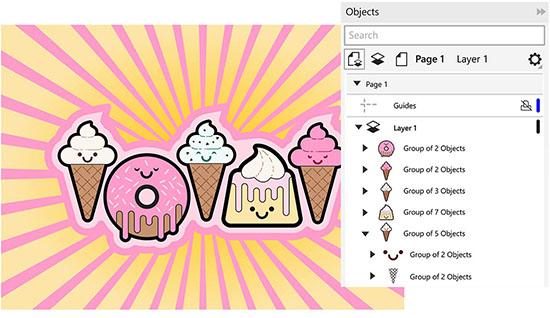 Objects
Search
Page 1 Layer 1
Page 1
Guides
Layer 1
Group of 2 Objects
Group of 2 Objects
Group of 3 Objects
Group of 7 Objects
Group of 5 Objects
Group of 2 Objects
Group of 2 Objects